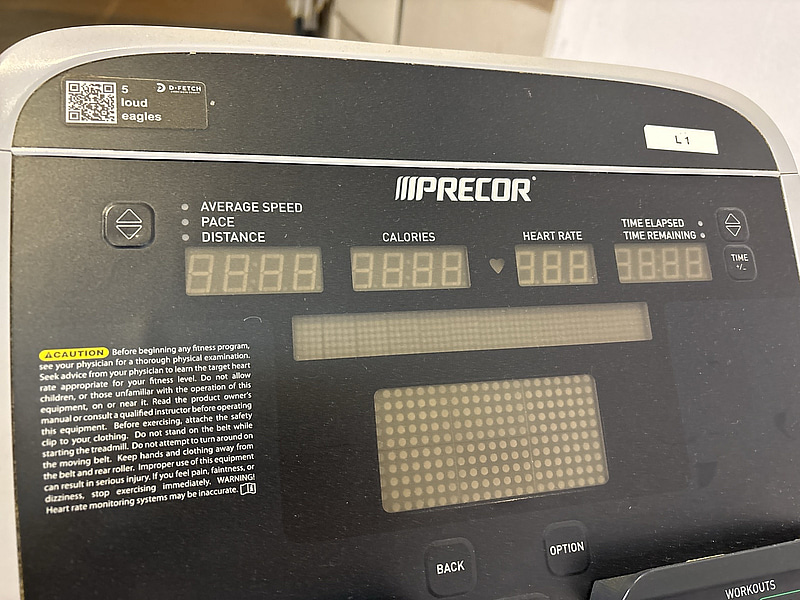 5
loud
eagles
D•FETCH
L 1
PRECOR
AVERAGE SPEED
PACE
DISTANCE
CALORIES
HEART RATE
TIME ELAPSED
TIME REMAINING
TIME
+/-
CAUTION Before beginning any fitness program,
see your physician for a thorough physical examination.
Seek advice from your physician to learn the target heart
rate appropriate for your fitness level. Do not allow
children, or those unfamiliar with the operation of this
equipment, on or near it. Read the product owner's
manual or consult a qualified instructor before operating
this equipment. Before exercising, attache the safety
clip to your clothing. Do not stand on the belt while
starting the treadmill. Do not attempt to turn around on
the moving belt. Keep hands and clothing away from
the belt and rear roller. Improper use of this equipment
can result in serious injury. If you feel pain, faintness, or
dizziness, stop exercising immediately. WARNING!
Heart rate monitoring systems may be inaccurate.
BACK
OPTION
WORKOUTS